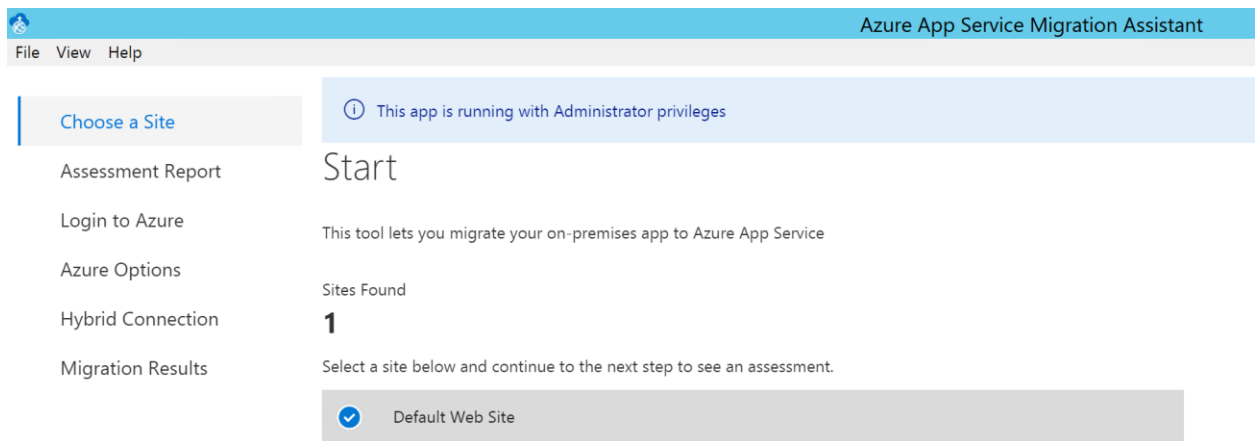 Azure App Service Migration Assistant
File View Help
Choose a Site
Assessment Report
Login to Azure
Azure Options
Hybrid Connection
Migration Results
This app is running with Administrator privileges
Start
This tool lets you migrate your on-premises app to Azure App Service
Sites Found
1
Select a site below and continue to the next step to see an assessment.
Default Web Site